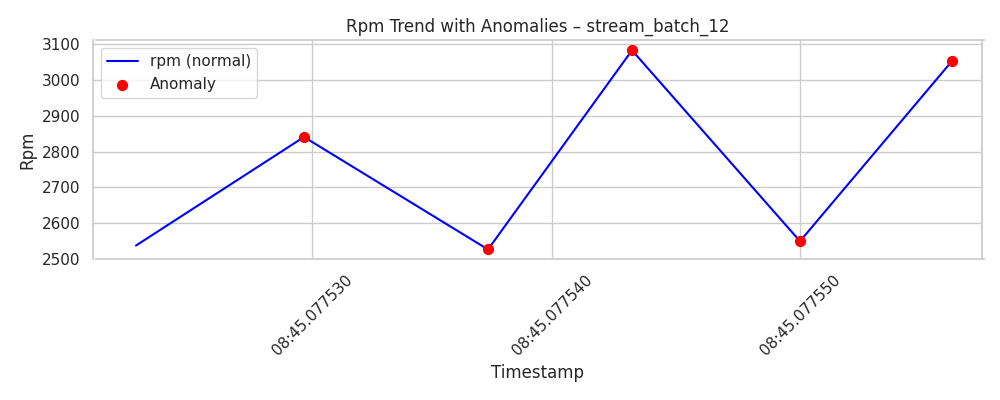 Rpm Trend with Anomalies – stream_batch_12
rpm (normal)
Anomaly
Rpm
3100
3000
2900
2800
2700
2600
2500
08:45.077530
08:45.077540
08:45.077550
Timestamp